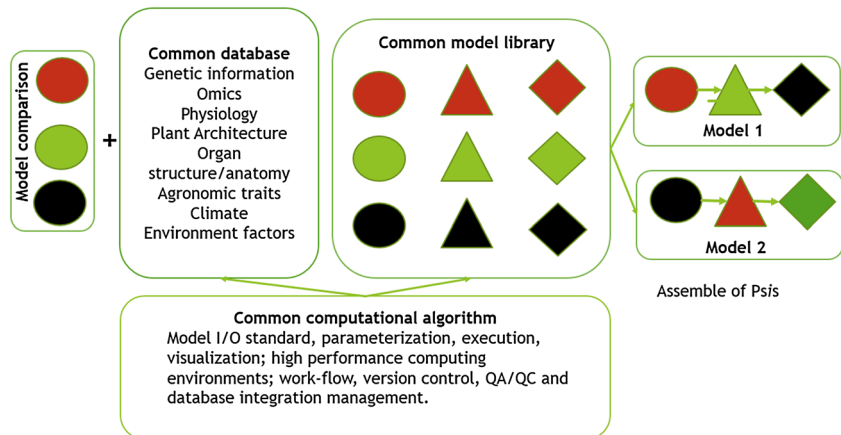 Model comparison
+
Common database
Genetic information
Omics
Physiology
Plant Architecture
Organ
structure/anatomy
Agronomic traits
Climate
Environment factors
Common model library
Model 1
Model 2
Assemble of Psis
Common computational algorithm
Model I/O standard, parameterization, execution,
visualization; high performance computing
environments; work-flow, version control, QA/QC and
database integration management.